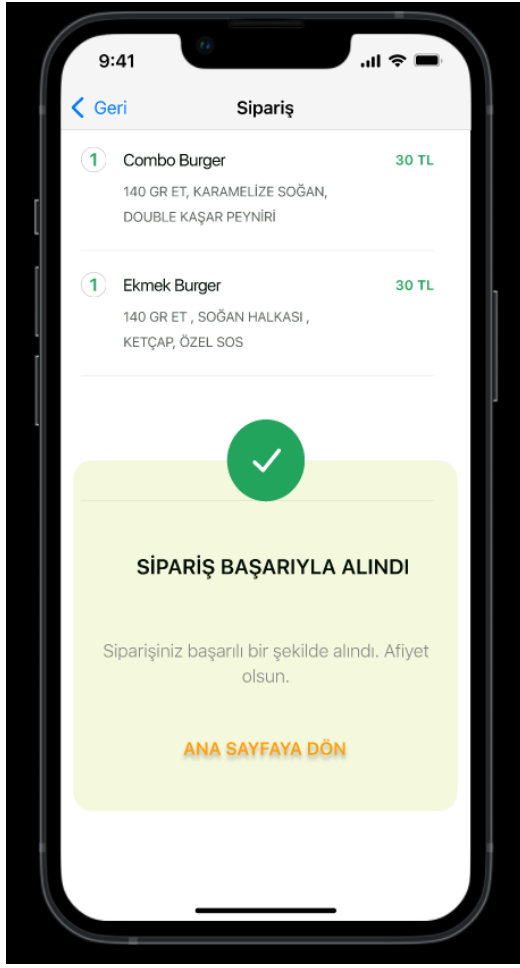 9:41
Geri
Sipariş
1 Combo Burger 30 TL
140 GR ET, KARAMELİZE SOĞAN,
DOUBLE KAŞAR PEYNİRİ
1 Ekmek Burger 30 TL
140 GR ET , SOĞAN HALKASI ,
KETÇAP, ÖZEL SOS
SİPARİŞ BAŞARIYLA ALINDI
Siparişiniz başarılı bir şekilde alındı. Afiyet
olsun.
ANA SAYFAYA DÖN